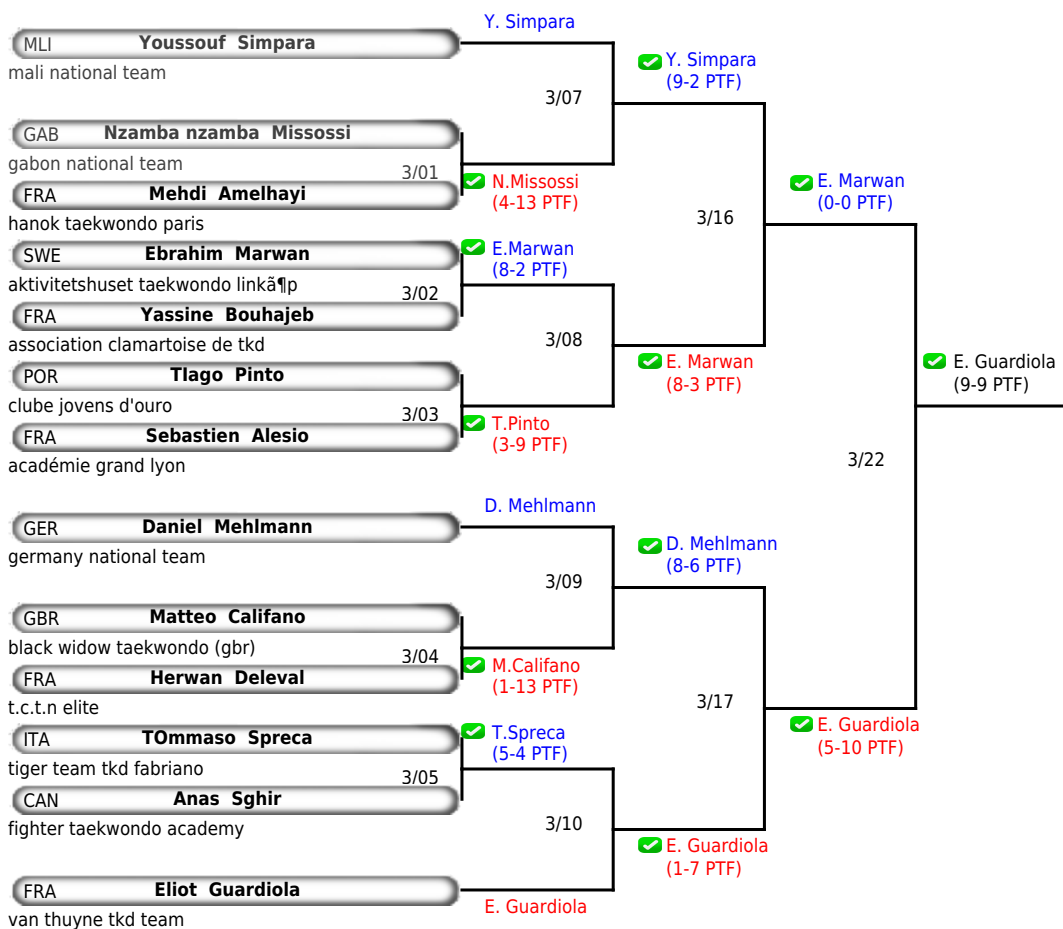 Y. Simpara
MLI Youssouf Simpara
mali national team
Y. Simpara
(9-2 PTF)
3/07
GAB Nzamba nzamba Missossi
gabon national team
3/01
FRA Mehdi Amelhayi
hanok taekwondo paris
N.Missossi
(4-13 PTF)
E. Marwan
(0-0 PTF)
3/16
SWE Ebrahim Marwan
aktivitetshuset taekwondo linkã¶p
E.Marwan
(8-2 PTF)
3/02
FRA Yassine Bouhajeb
association clamartoise de tkd
3/08
E. Marwan
(8-3 PTF)
POR TIago Pinto
clube jovens d'ouro
3/03
FRA Sebastien Alesio
académie grand lyon
T.Pinto
(3-9 PTF)
E. Guardiola
(9-9 PTF)
3/22
D. Mehlmann
GER Daniel Mehlmann
germany national team
D. Mehlmann
(8-6 PTF)
3/09
GBR Matteo Califano
black widow taekwondo (gbr)
3/04
FRA Herwan Deleval
t.c.t.n elite
M.Califano
(1-13 PTF)
3/17
E. Guardiola
(5-10 PTF)
ITA TOmmaso Spreca
tiger team tkd fabriano
T.Spreca
(5-4 PTF)
3/05
CAN Anas Sghir
fighter taekwondo academy
3/10
E. Guardiola
(1-7 PTF)
FRA Eliot Guardiola
van thuyne tkd team
E. Guardiola